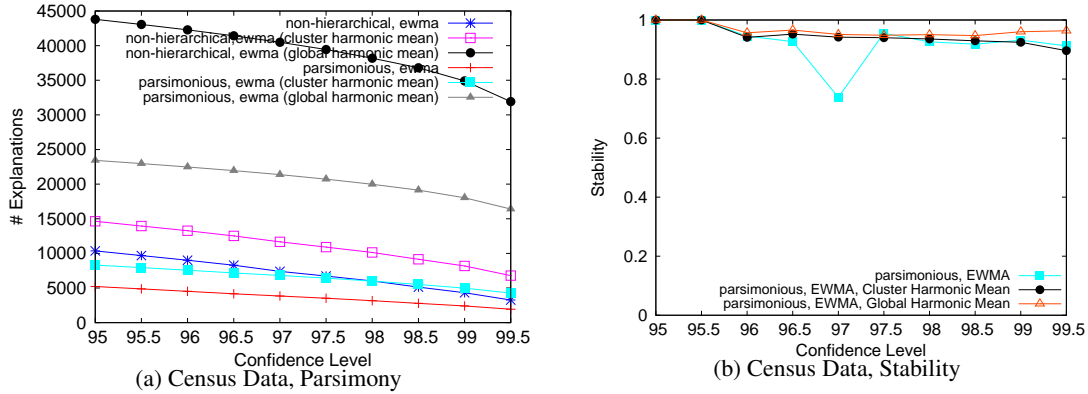 non-hierarchical, ewma
non-hierarchical,ewma (cluster harmonic mean)
non-hierarchical, ewma (global harmonic mean)
parsimonious, ewma
parsimonious, ewma (cluster harmonic mean)
parsimonious, ewma (global harmonic mean)
45000
40000
35000
30000
25000
20000
15000
10000
5000
0
# Explanations
95 95.5 96 96.5 97 97.5 98 98.5 99 99.5
Confidence Level
(a) Census Data, Parsimony
1
0.8
0.6
0.4
0.2
0
Stability
parsimonious, EWMA
parsimonious, EWMA, Cluster Harmonic Mean
parsimonious, EWMA, Global Harmonic Mean
95 95.5 96 96.5 97 97.5 98 98.5 99 99.5
Confidence Level
(b) Census Data, Stability